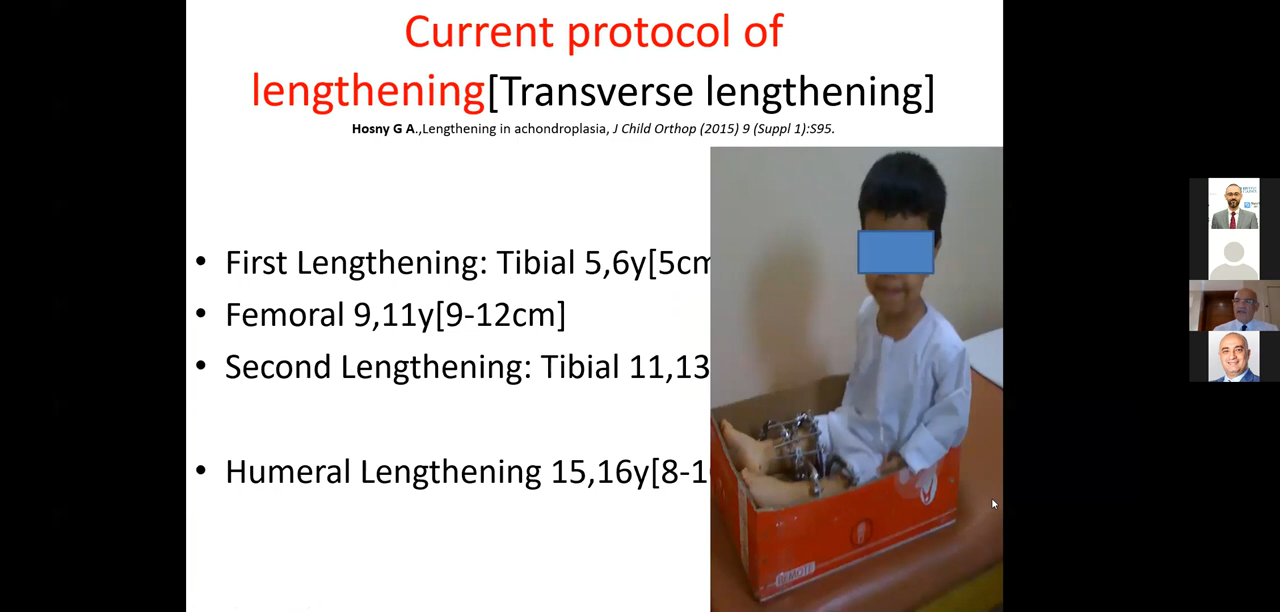 Current protocol of
lengthening[Transverse lengthening]
Hosny G A.,Lengthening in achondroplasia, J Child Orthop (2015) 9 (Suppl 1):S95.
• First Lengthening: Tibial 5,6y[5cm
• Femoral 9,11y[9-12cm]
• Second Lengthening: Tibial 11,13
• Humeral Lengthening 15,16y[8-1
REMOTE